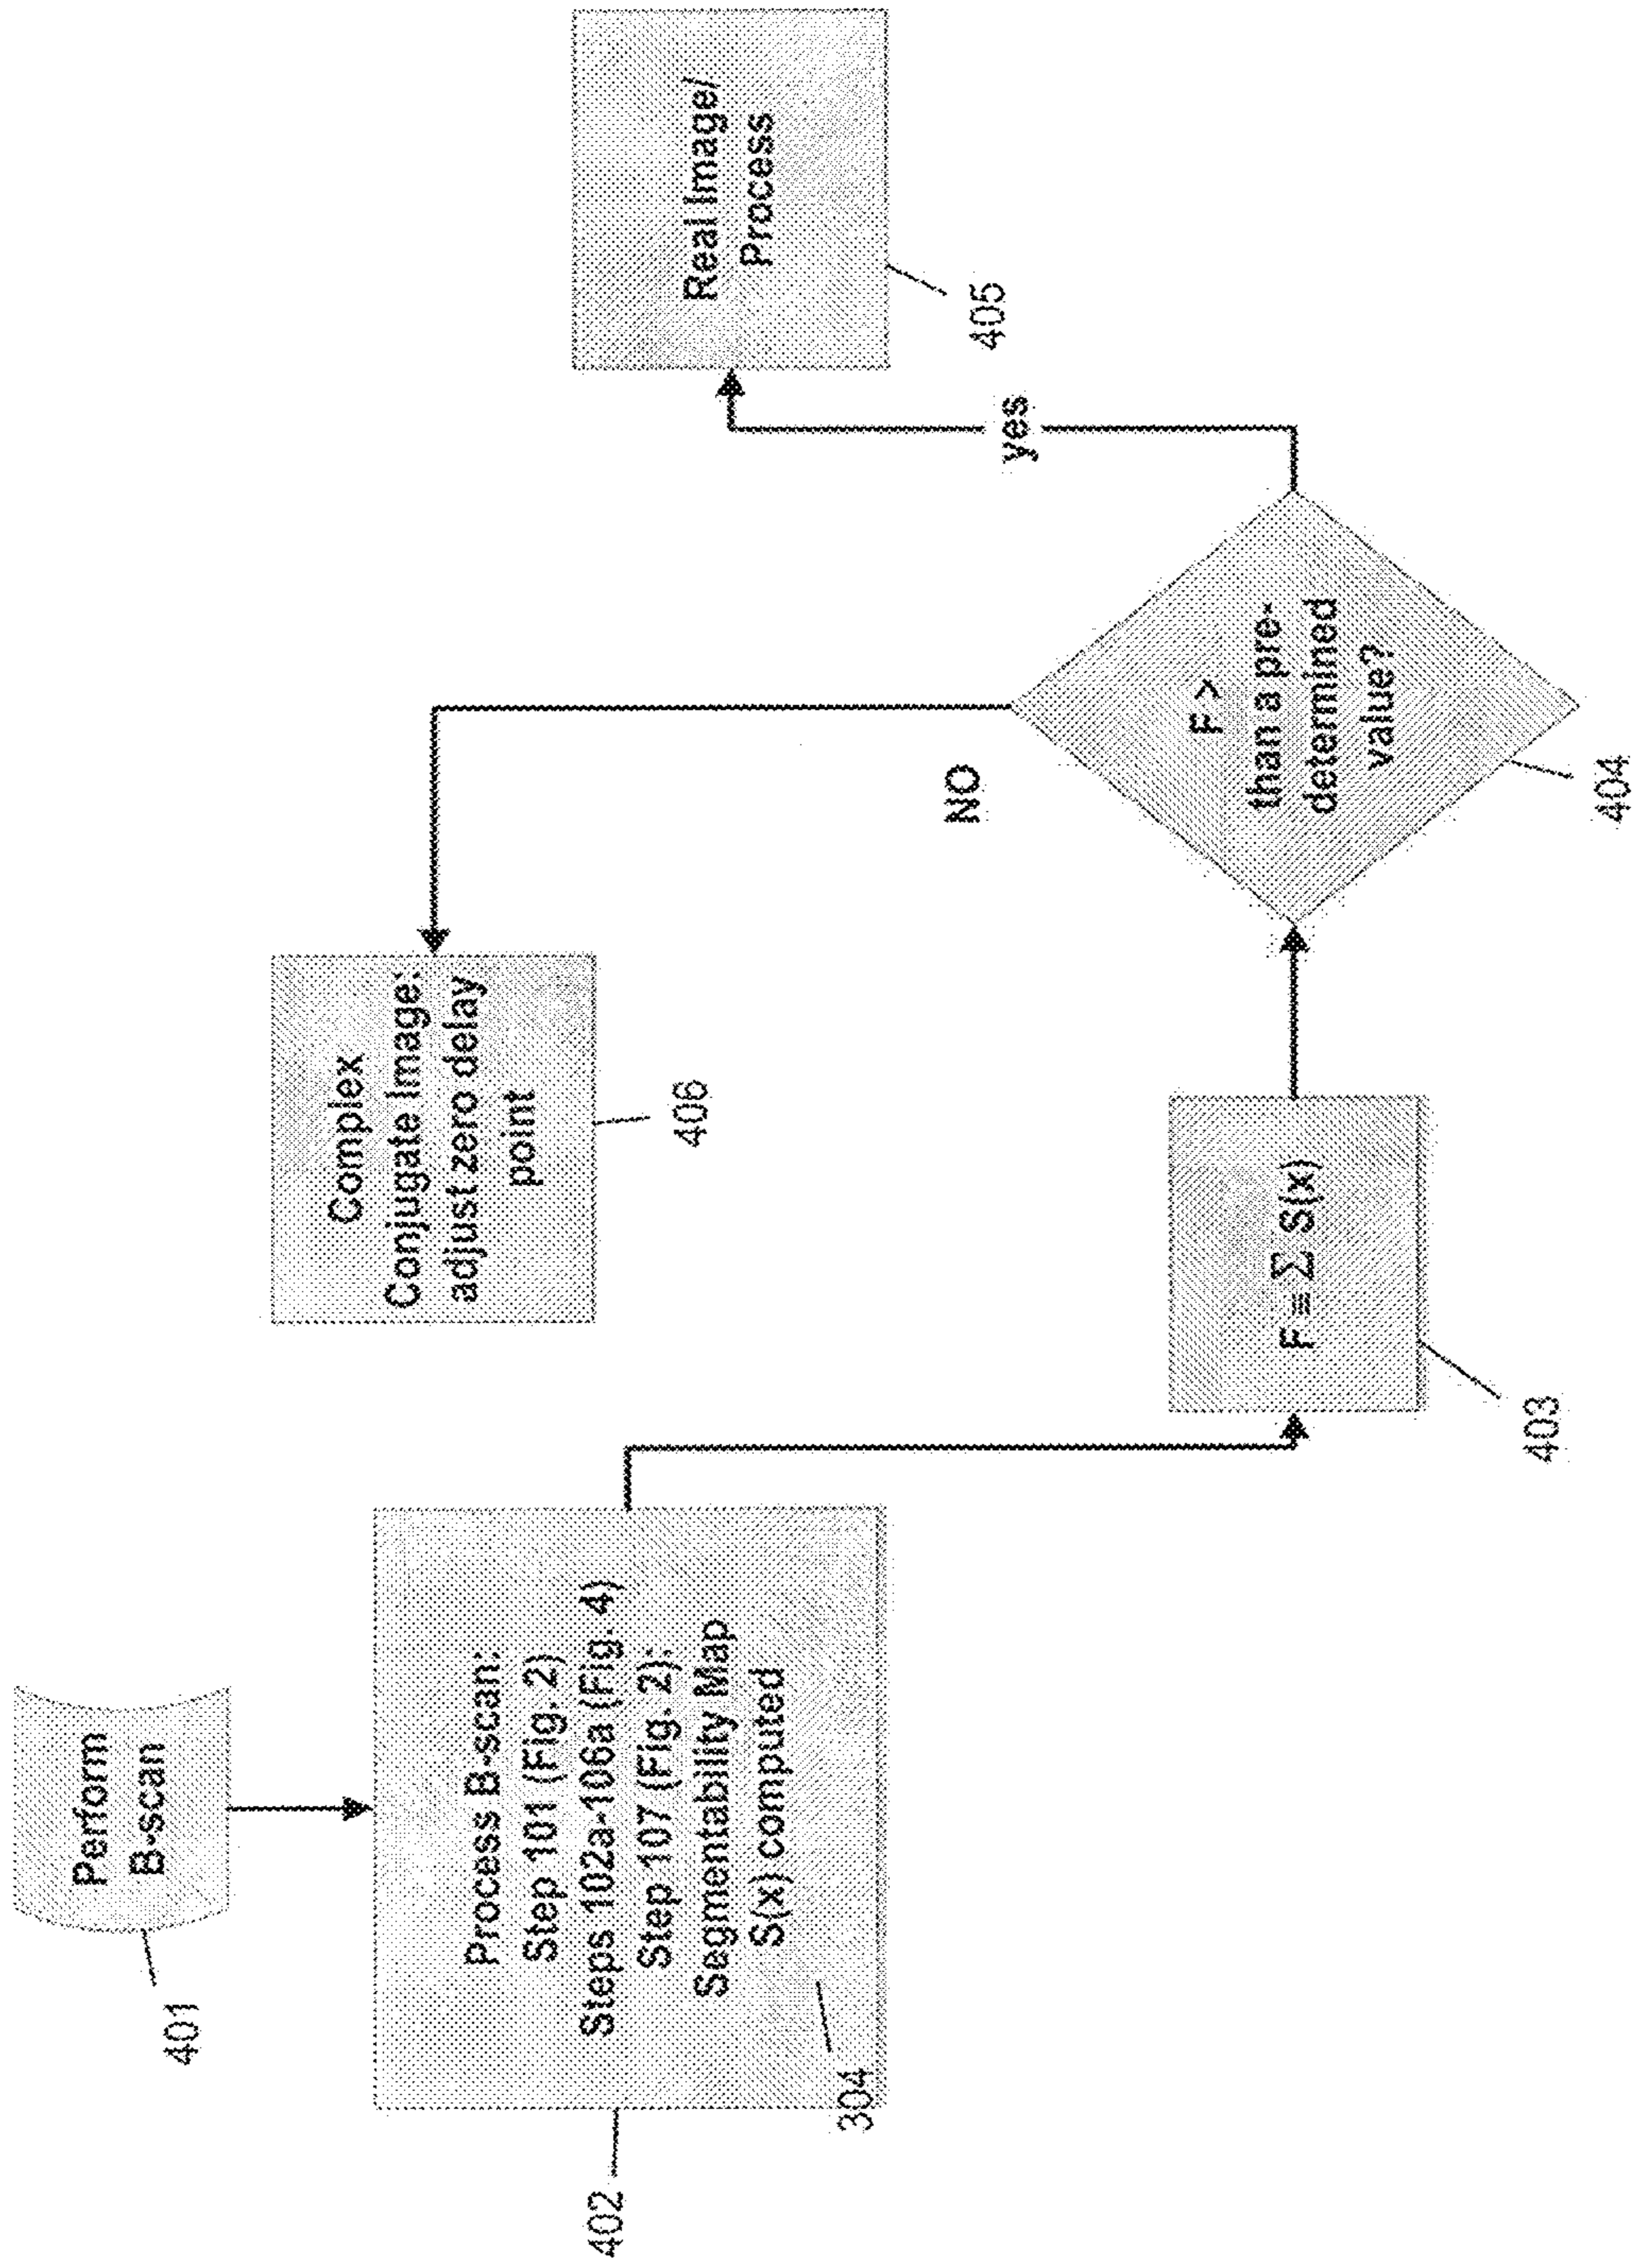 Perform
B-scan
401
Process B-scan:
Step 101 (Fig. 2)
Steps 102a-106a (Fig. 4)
Step 107 (Fig. 2):
Segmentability Map
S(x) computed
304
402
F ≡ ∑ S(x)
403
F >
than a pre-
determined
value?
404
NO
yes
Complex
Conjugate Image:
adjust zero delay
point
406
Real Image/
Process
405